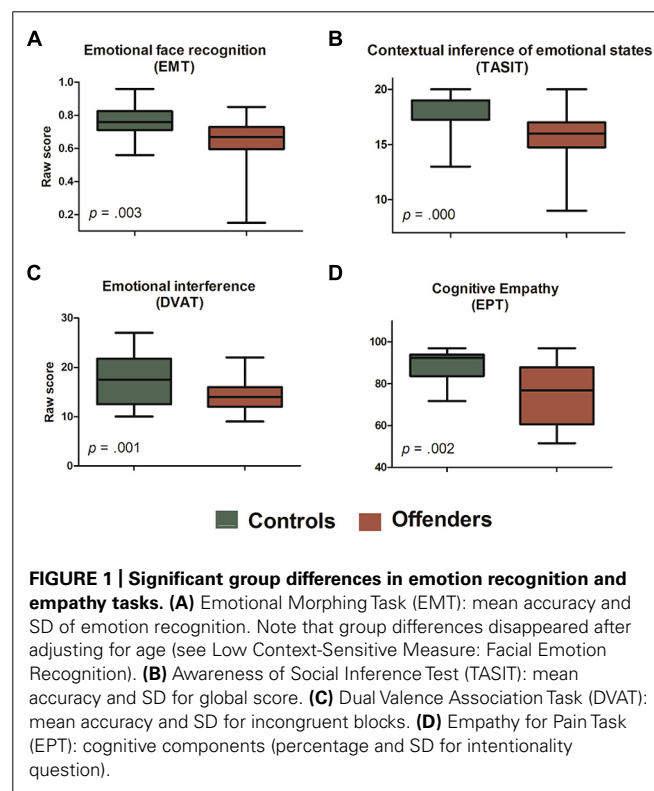 A
Emotional face recognition
(EMT)
Raw score
1.0
0.8
0.6
0.4
0.2
p = .003
B
Contextual inference of emotional states
(TASIT)
20
15
10
p = .000
C
Emotional interference
(DVAT)
Raw score
30
20
10
0
p = .001
D
Cognitive Empathy
(EPT)
100
80
60
40
p = .002
Controls Offenders
FIGURE 1 | Significant group differences in emotion recognition and
empathy tasks. (A) Emotional Morphing Task (EMT): mean accuracy and
SD of emotion recognition. Note that group differences disappeared after
adjusting for age (see Low Context-Sensitive Measure: Facial Emotion
Recognition). (B) Awareness of Social Inference Test (TASIT): mean
accuracy and SD for global score. (C) Dual Valence Association Task (DVAT):
mean accuracy and SD for incongruent blocks. (D) Empathy for Pain Task
(EPT): cognitive components (percentage and SD for intentionality
question).